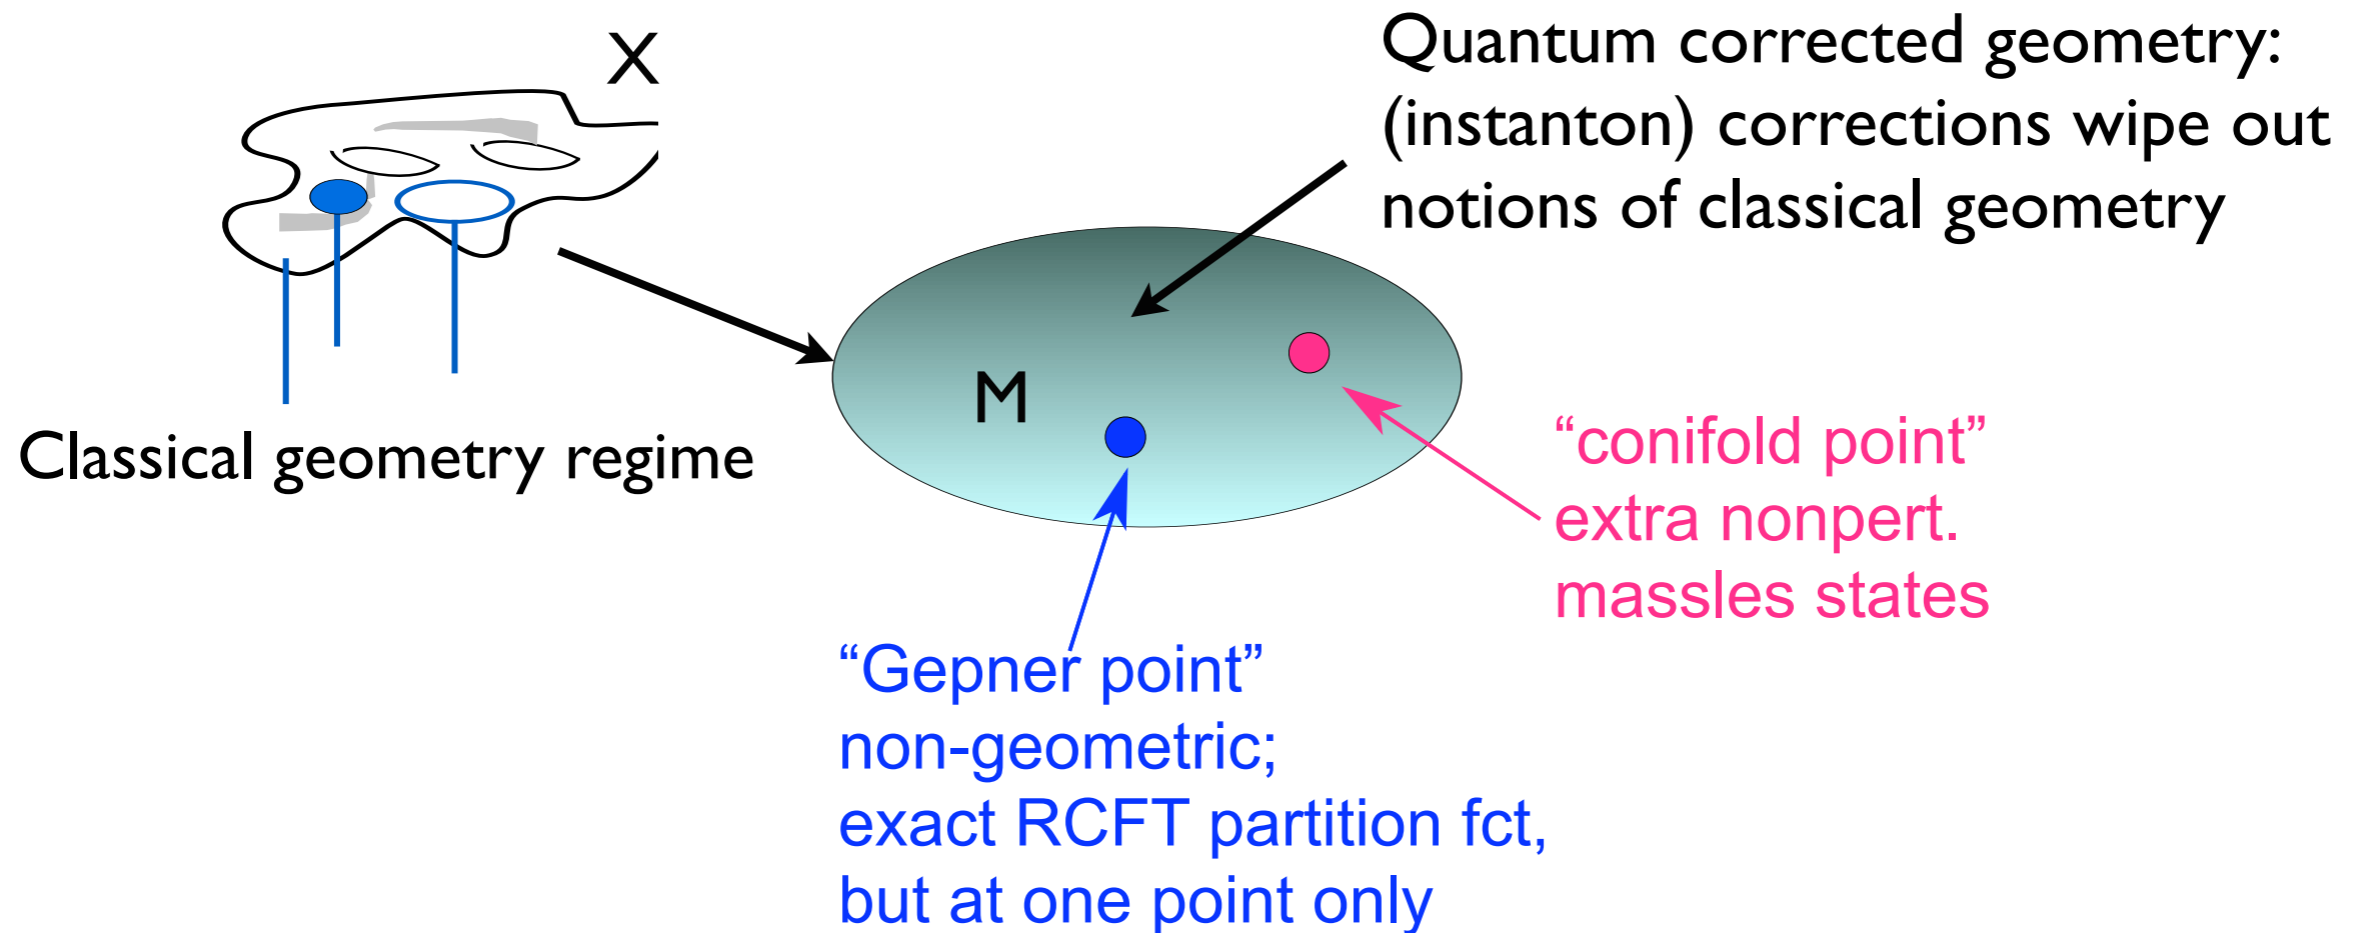 X
Quantum corrected geometry:
(instanton) corrections wipe out
notions of classical geometry
M
Classical geometry regime
“conifold point”
extra nonpert.
massles states
“Gepner point”
non-geometric;
exact RCFT partition fct,
but at one point only